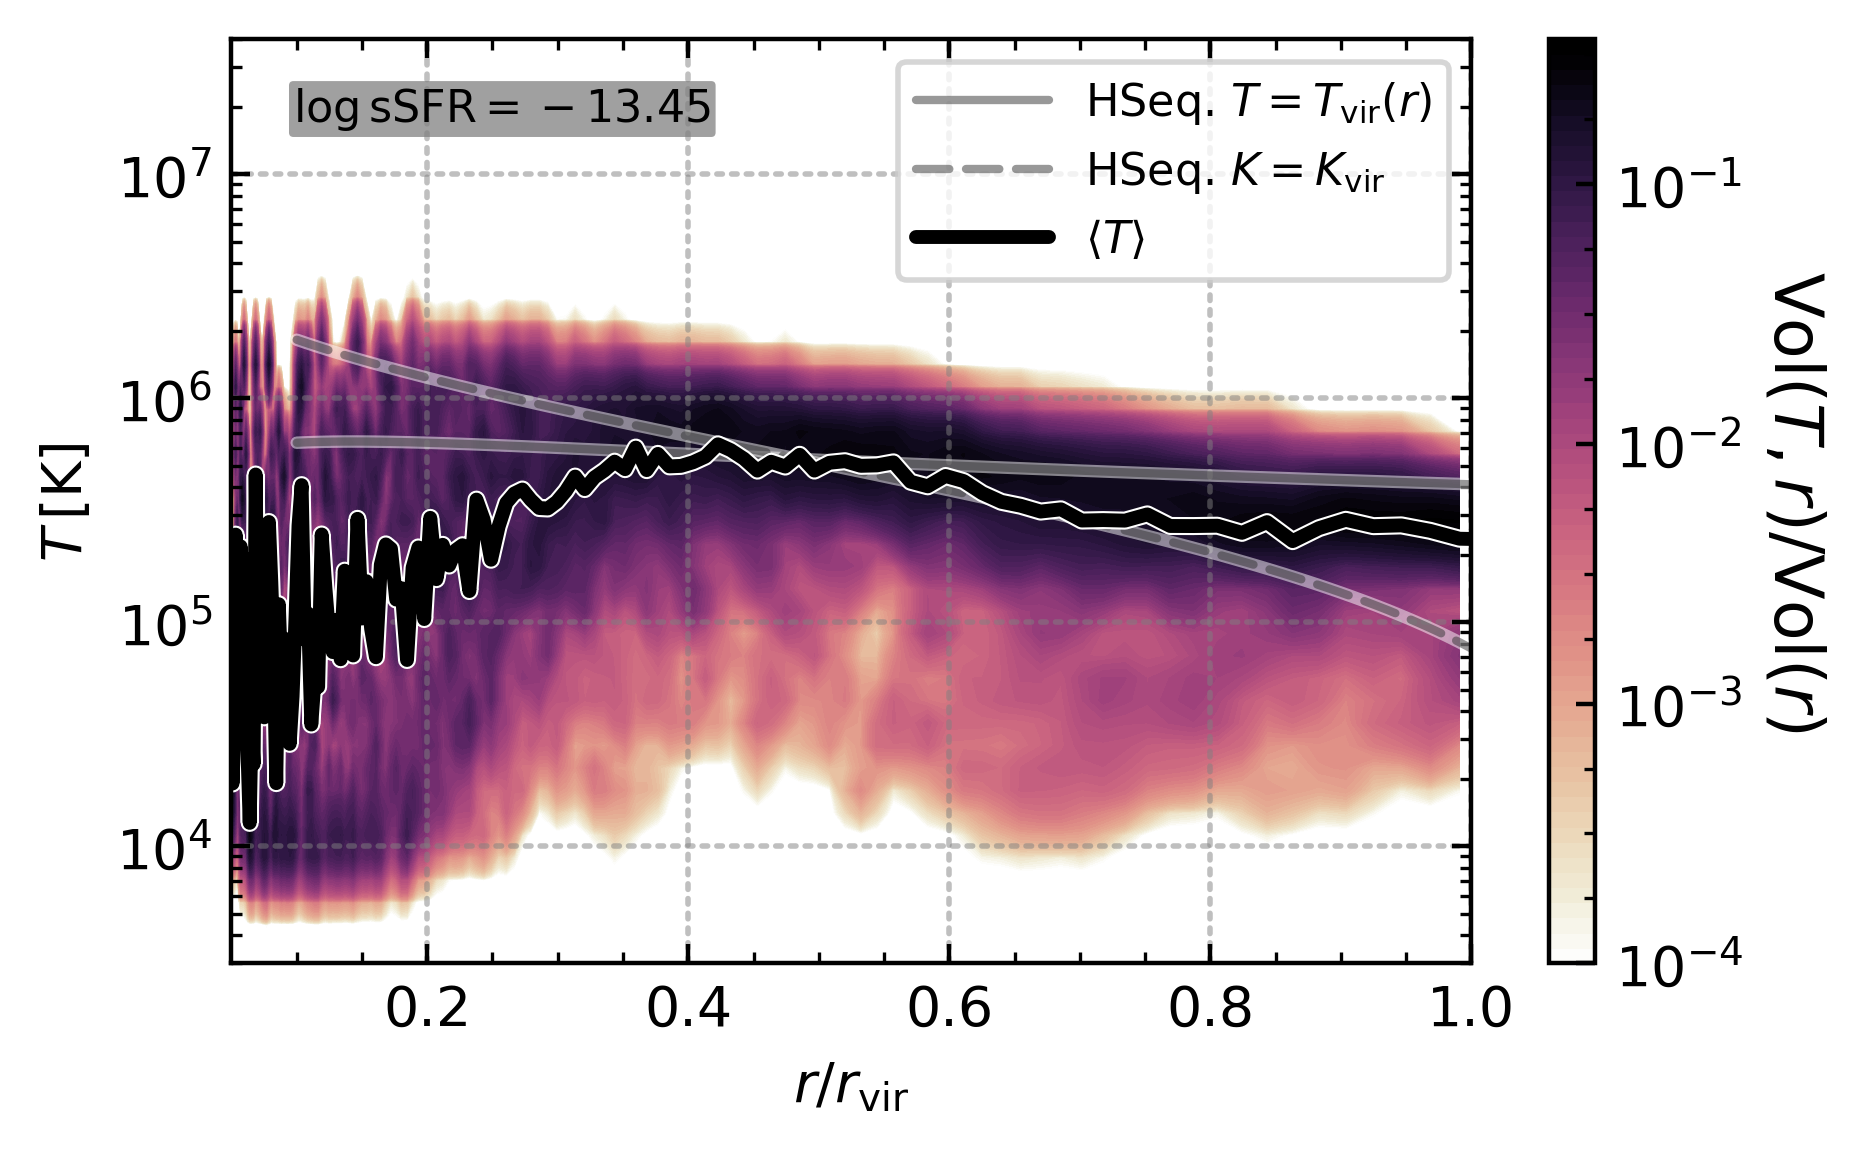 log sSFR = −13.45
HSeq. T = T_vir(r)
HSeq. K = K_vir
⟨T⟩
10^7
10^6
10^5
10^4
T [K]
0.2 0.4 0.6 0.8 1.0
r/r_vir
10^−1
10^−2
10^−3
10^−4
Vol(T, r)/Vol(r)